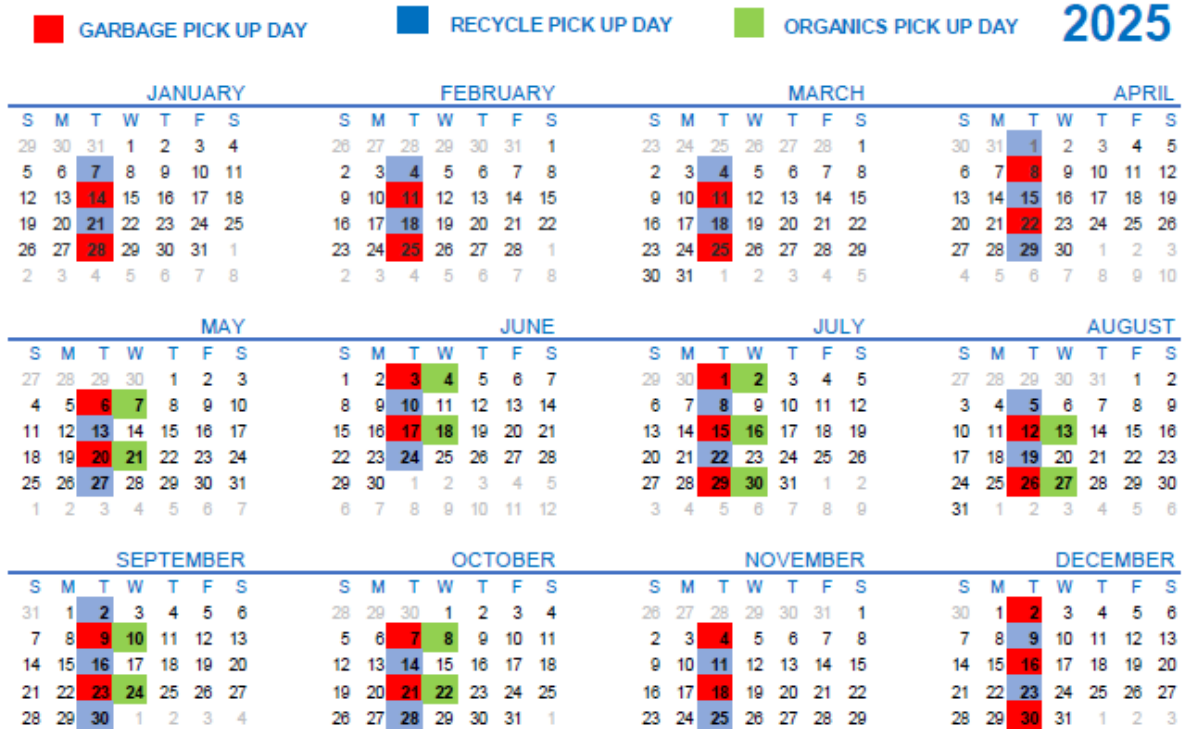 GARBAGE PICK UP DAY RECYCLE PICK UP DAY ORGANICS PICK UP DAY 2025
JANUARY FEBRUARY MARCH APRIL
S M T W T F S S M T W T F S S M T W T F S S M T W T F S
29 30 31 1 2 3 4 26 27 28 29 30 31 1 23 24 25 26 27 28 1 30 31 1 2 3 4 5
5 6 7 8 9 10 11 2 3 4 5 6 7 8 2 3 4 5 6 7 8 6 7 8 9 10 11 12
12 13 14 15 16 17 18 9 10 11 12 13 14 15 9 10 11 12 13 14 15 13 14 15 16 17 18 19
19 20 21 22 23 24 25 16 17 18 19 20 21 22 16 17 18 19 20 21 22 20 21 22 23 24 25 26
26 27 28 29 30 31 1 23 24 25 26 27 28 1 23 24 25 26 27 28 29 27 28 29 30 1 2 3
2 3 4 5 6 7 8 2 3 4 5 6 7 8 30 31 1 2 3 4 5 4 5 6 7 8 9 10
MAY JUNE JULY AUGUST
S M T W T F S S M T W T F S S M T W T F S S M T W T F S
27 28 29 30 1 2 3 1 2 3 4 5 6 7 29 30 1 2 3 4 5 27 28 29 30 31 1 2
4 5 6 7 8 9 10 8 9 10 11 12 13 14 6 7 8 9 10 11 12 3 4 5 6 7 8 9
11 12 13 14 15 16 17 15 16 17 18 19 20 21 13 14 15 16 17 18 19 10 11 12 13 14 15 16
18 19 20 21 22 23 24 22 23 24 25 26 27 28 20 21 22 23 24 25 26 17 18 19 20 21 22 23
25 26 27 28 29 30 31 29 30 1 2 3 4 5 27 28 29 30 31 1 2 24 25 26 27 28 29 30
1 2 3 4 5 6 7 6 7 8 9 10 11 12 3 4 5 6 7 8 9 31 1 2 3 4 5 6
SEPTEMBER OCTOBER NOVEMBER DECEMBER
S M T W T F S S M T W T F S S M T W T F S S M T W T F S
31 1 2 3 4 5 6 28 29 30 1 2 3 4 26 27 28 29 30 31 1 30 1 2 3 4 5 6
7 8 9 10 11 12 13 5 6 7 8 9 10 11 2 3 4 5 6 7 8 7 8 9 10 11 12 13
14 15 16 17 18 19 20 12 13 14 15 16 17 18 9 10 11 12 13 14 15 14 15 16 17 18 19 20
21 22 23 24 25 26 27 19 20 21 22 23 24 25 16 17 18 19 20 21 22 21 22 23 24 25 26 27
28 29 30 1 2 3 4 26 27 28 29 30 31 1 23 24 25 26 27 28 29 28 29 30 31 1 2 3